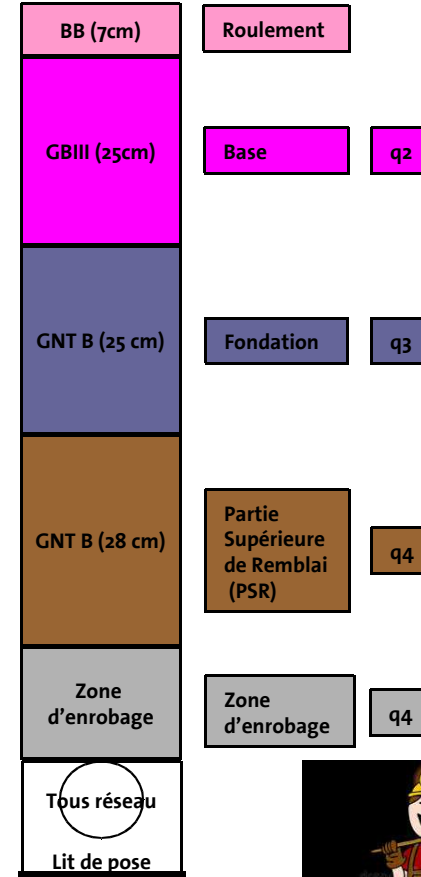 BB (7cm)
Roulement
GBIII (25cm)
Base
q2
GNT B (25 cm)
Fondation
q3
GNT B (28 cm)
Partie
Supérieure
de Remblai
(PSR)
q4
Zone
d'enrobage
Zone
d'enrobage
q4
Tous réseau
Lit de pose